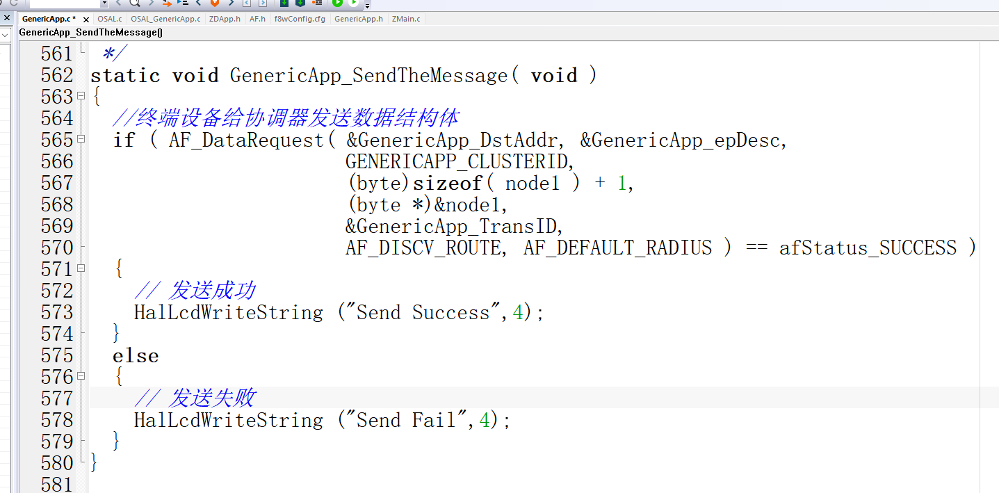 GenericApp.c * OSAL.c OSAL_GenericApp.c ZDApp.h AF.h f8wConfig.cfg GenericApp.h ZMain.c
GenericApp_SendTheMessage()
561 */
562 static void GenericApp_SendTheMessage( void )
563 {
564 //终端设备给协调器发送数据结构体
565 if ( AF_DataRequest( &GenericApp_DstAddr, &GenericApp_epDesc,
566 GENERICAPP_CLUSTERID,
567 (byte)sizeof( node1 ) + 1,
568 (byte *)&node1,
569 &GenericApp_TransID,
570 AF_DISCV_ROUTE, AF_DEFAULT_RADIUS ) == afStatus_SUCCESS )
571 {
572 // 发送成功
573 HalLcdWriteString ("Send Success",4);
574 }
575 else
576 {
577 // 发送失败
578 HalLcdWriteString ("Send Fail",4);
579 }
580 }
581